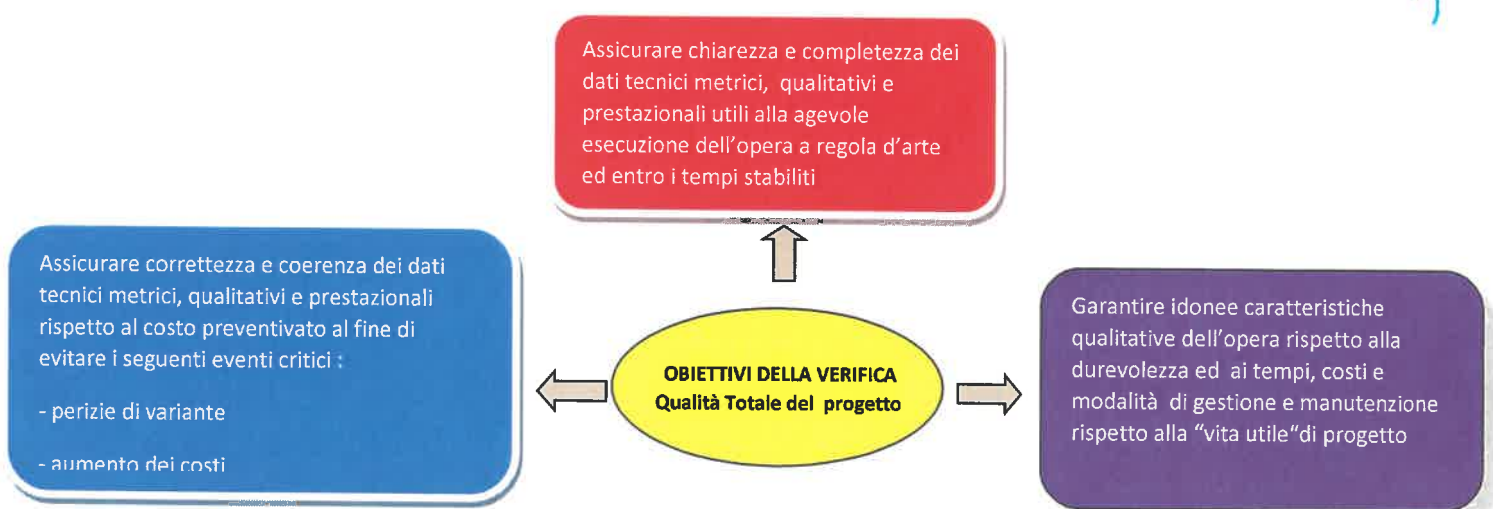 Assicurare chiarezza e completezza dei
dati tecnici metrici, qualitativi e
prestazionali utili alla agevole
esecuzione dell'opera a regola d'arte
ed entro i tempi stabiliti
Assicurare correttezza e coerenza dei dati
tecnici metrici, qualitativi e prestazionali
rispetto al costo preventivato al fine di
evitare i seguenti eventi critici :
- perizie di variante
- aumento dei costi
OBIETTIVI DELLA VERIFICA
Qualità Totale del progetto
Garantire idonee caratteristiche
qualitative dell'opera rispetto alla
durevolezza ed ai tempi, costi e
modalità di gestione e manutenzione
rispetto alla "vita utile"di progetto